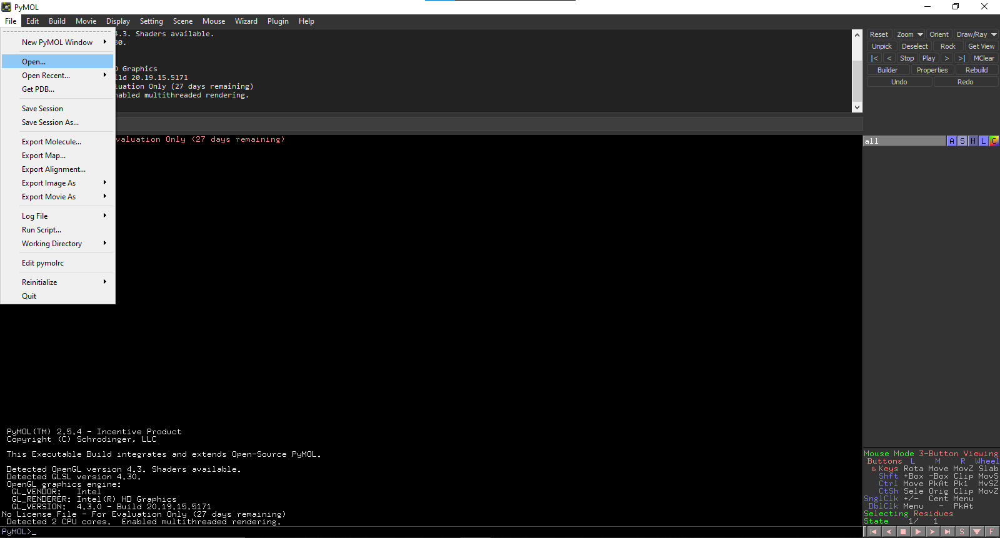 PyMOL
File Edit Build Movie Display Setting Scene Mouse Wizard Plugin Help
New PyMOL Window
Open...
Open Recent...
Get PDB...
Save Session
Save Session As...
Export Molecule...
Export Map...
Export Alignment...
Export Image As
Export Movie As
Log File
Run Script...
Working Directory
Edit pymolrc
Reinitialize
Quit
4.3. Shaders available.
30.
D Graphics
ild 20.19.15.5171
luation Only (27 days remaining)
nabled multithreaded rendering.
valuation Only (27 days remaining)
Reset Zoom Orient Draw/Ray
Unpick Deselect Rock Get View
|< < Stop Play > >| MClear
Builder Properties Rebuild
Undo Redo
all A S H L C
PyMOL(TM) 2.5.4 - Incentive Product
Copyright (C) Schrodinger, LLC
This Executable Build integrates and extends Open-Source PyMOL.
Detected OpenGL version 4.3. Shaders available.
Detected GLSL version 4.30.
OpenGL graphics engine:
GL_VENDOR: Intel
GL_RENDERER: Intel(R) HD Graphics
GL_VERSION: 4.3.0 - Build 20.19.15.5171
No License File - For Evaluation Only (27 days remaining)
Detected 2 CPU cores. Enabled multithreaded rendering.
PyMOL>_
Mouse Mode 3-Button Viewing
Buttons L M R Wheel
& Keys Rota Move MovZ Slab
Shft +Box -Box Clip MovS
Ctrl Move PkAt Pk1 MvSZ
CtSh Sele Orig Clip MovZ
SnglClk +/- Cent Menu
DblClk Menu - PkAt
Selecting Residues
State 1/ 1
S F